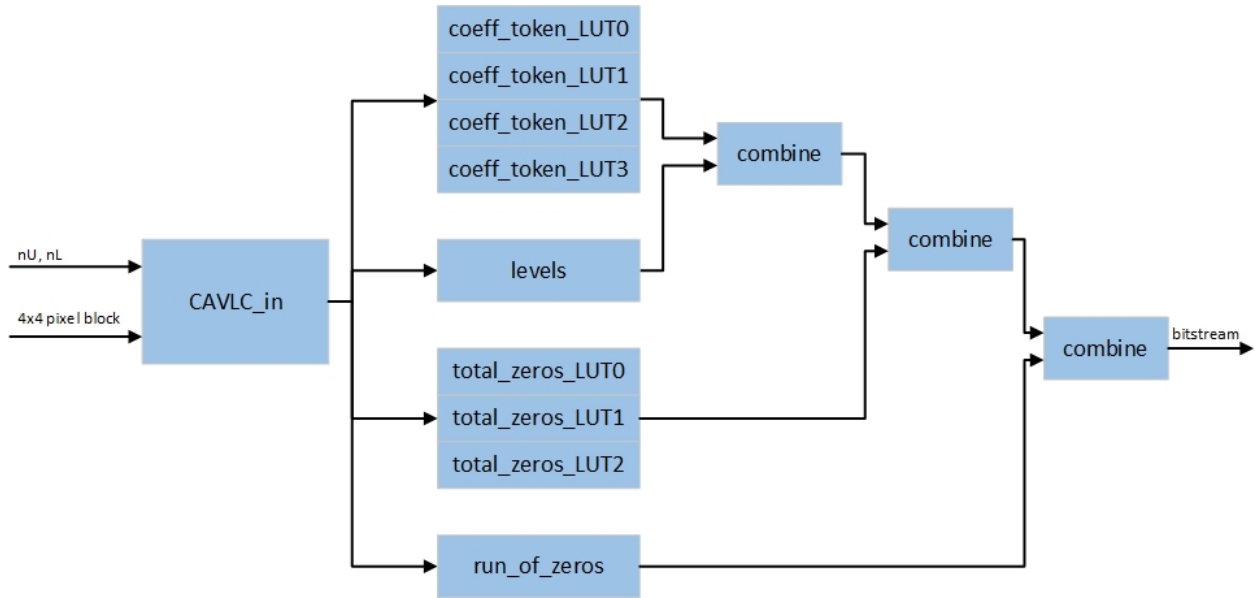 coeff_token_LUT0
coeff_token_LUT1
coeff_token_LUT2
coeff_token_LUT3
combine
combine
nU, nL
levels
CAVLC_in
4x4 pixel block
bitstream
combine
total_zeros_LUT0
total_zeros_LUT1
total_zeros_LUT2
run_of_zeros